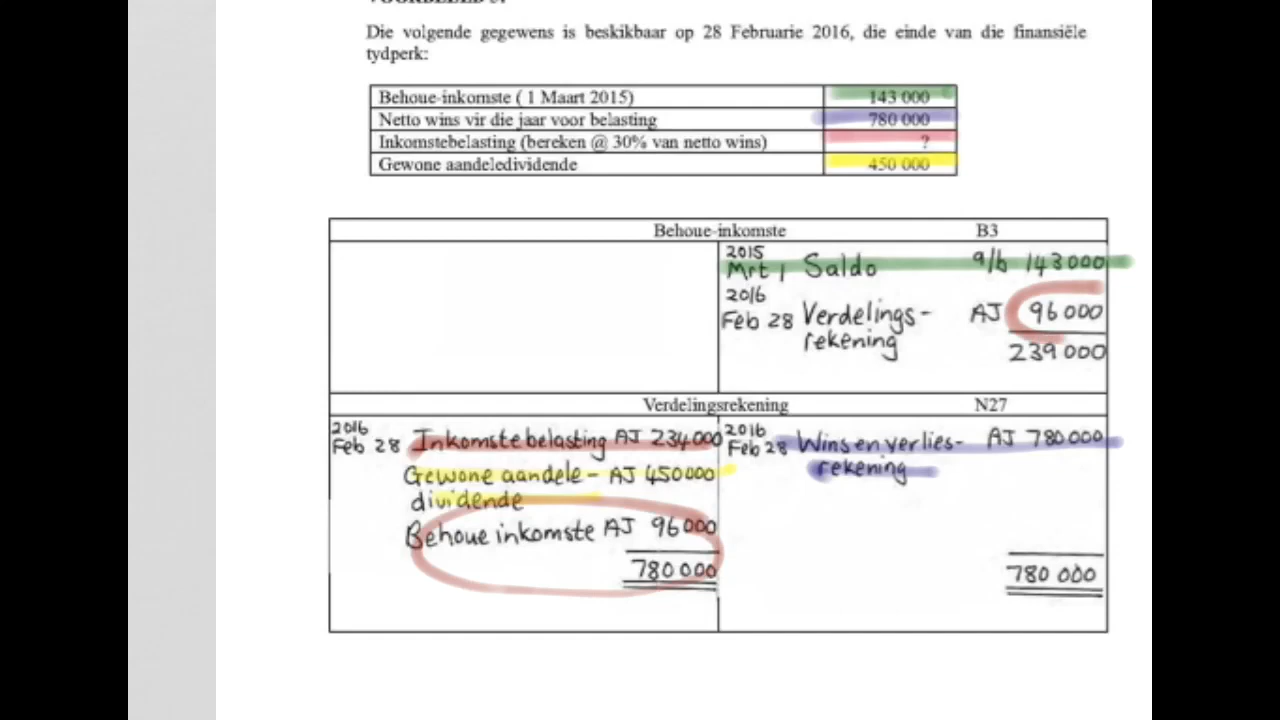 Die volgende gegewens is beskikbaar op 28 Februarie 2016, die einde van die finansiële
tydperk:
Behoue-inkomste ( 1 Maart 2015) 143 000
Netto wins vir die jaar voor belasting 780 000
Inkomstebelasting (bereken @ 30% van netto wins) ?
Gewone aandeledividende 450 000
Behoue-inkomste B3
2015
Mrt 1 Saldo a/b 143 000
2016
Feb 28 Verdelings- AJ 96 000
rekening
239 000
Verdelingsrekening N27
2016
Feb 28 Inkomstebelasting AJ 234 000
Gewone aandele- AJ 450 000
dividende
Behoue inkomste AJ 96 000
780 000
2016
Feb 28 Wins en verlies- AJ 780 000
rekening
780 000